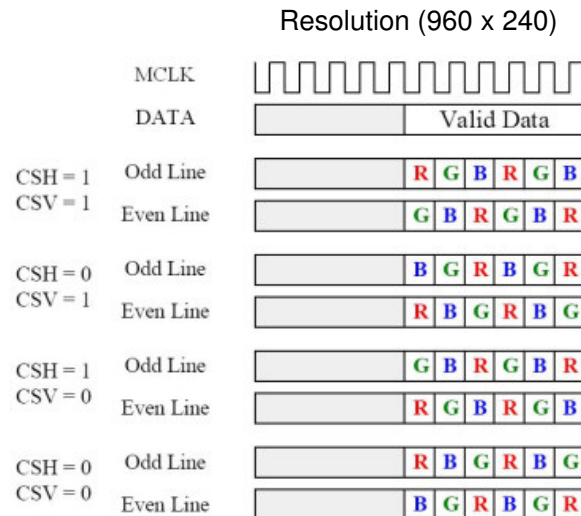 Resolution (960 x 240)
MCLK
DATA Valid Data
CSH = 1 Odd Line R G B R G B
CSV = 1 Even Line G B R G B R
CSH = 0 Odd Line B G R B G R
CSV = 1 Even Line R B G R B G
CSH = 1 Odd Line G B R G B R
CSV = 0 Even Line R G B R G B
CSH = 0 Odd Line R B G R B G
CSV = 0 Even Line B G R B G R